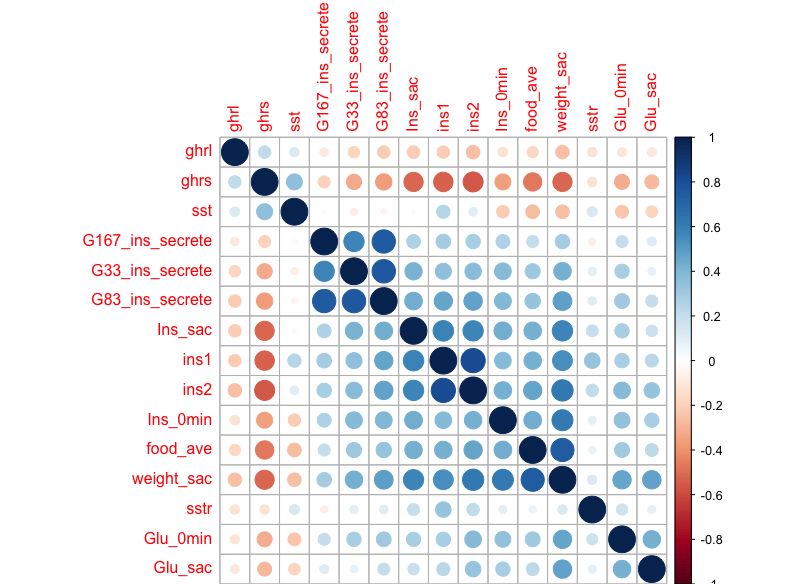 ghrl
ghrs
sst
G167_ins_secrete
G33_ins_secrete
G83_ins_secrete
Ins_sac
ins1
ins2
Ins_0min
food_ave
weight_sac
sstr
Glu_0min
Glu_sac
ghrl
ghrs
sst
G167_ins_secrete
G33_ins_secrete
G83_ins_secrete
Ins_sac
ins1
ins2
Ins_0min
food_ave
weight_sac
sstr
Glu_0min
Glu_sac
1
0.8
0.6
0.4
0.2
0
-0.2
-0.4
-0.6
-0.8